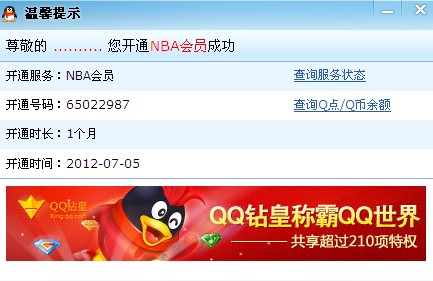 温馨提示
尊敬的 .......... 您开通NBA会员成功
开通服务：NBA会员 查询服务状态
开通号码：65022987 查询Q点/Q币余额
开通时长：1个月
开通时间：2012-07-05
QQ钻皇
King.qq.com
QQ钻皇称霸QQ世界
共享超过210项特权